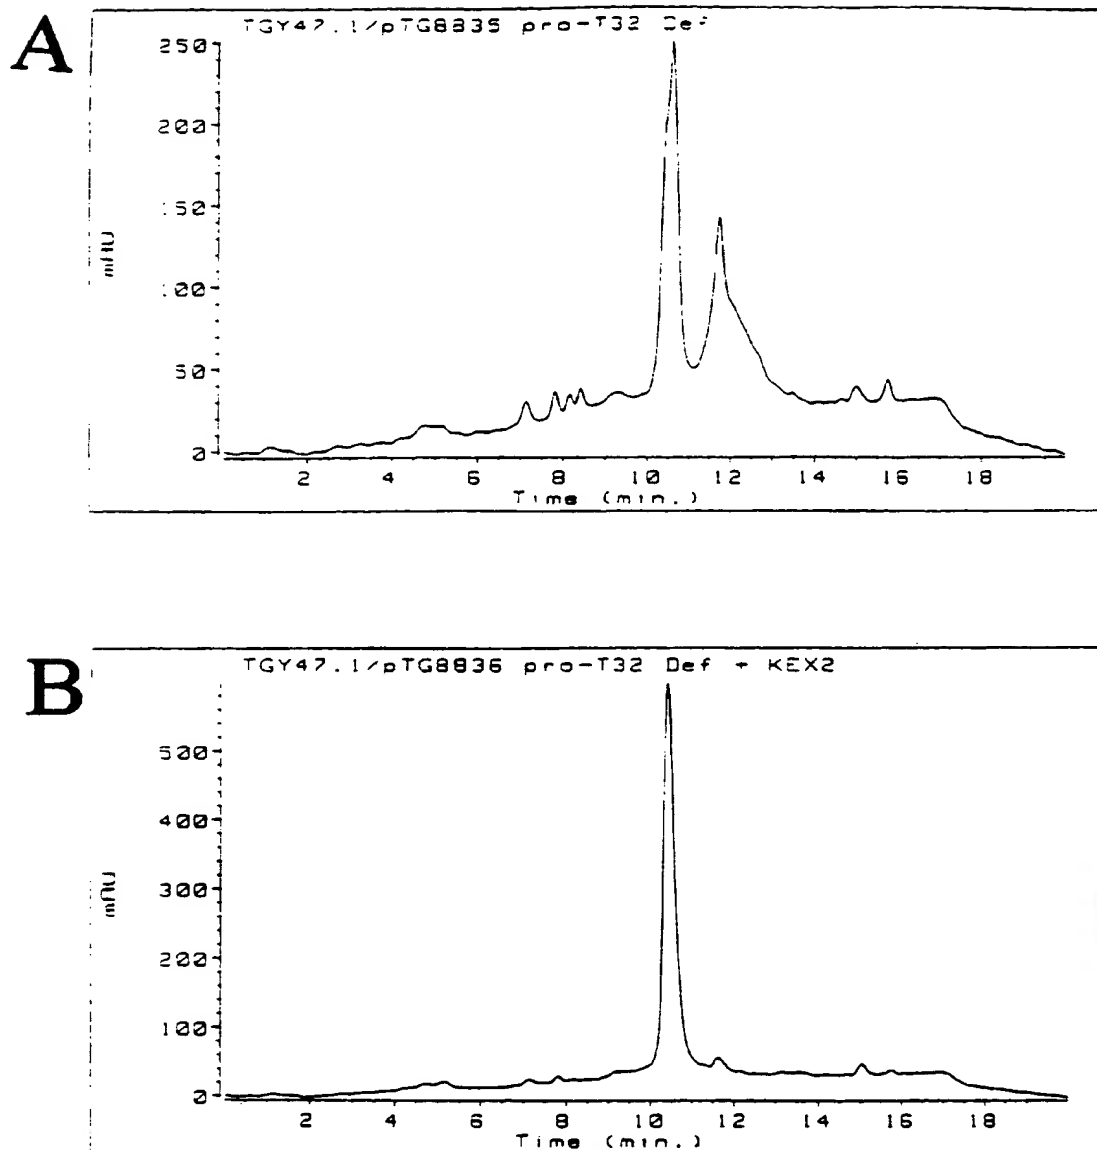 A
TGY47.1/pTG8835 pro-T32 Def
250
200
150
100
50
0
mAU
2 4 6 8 10 12 14 16 18
Time (min.)
B
TGY47.1/pTG8836 pro-T32 Def + KEX2
500
400
300
200
100
0
mAU
2 4 6 8 10 12 14 16 18
Time (min.)